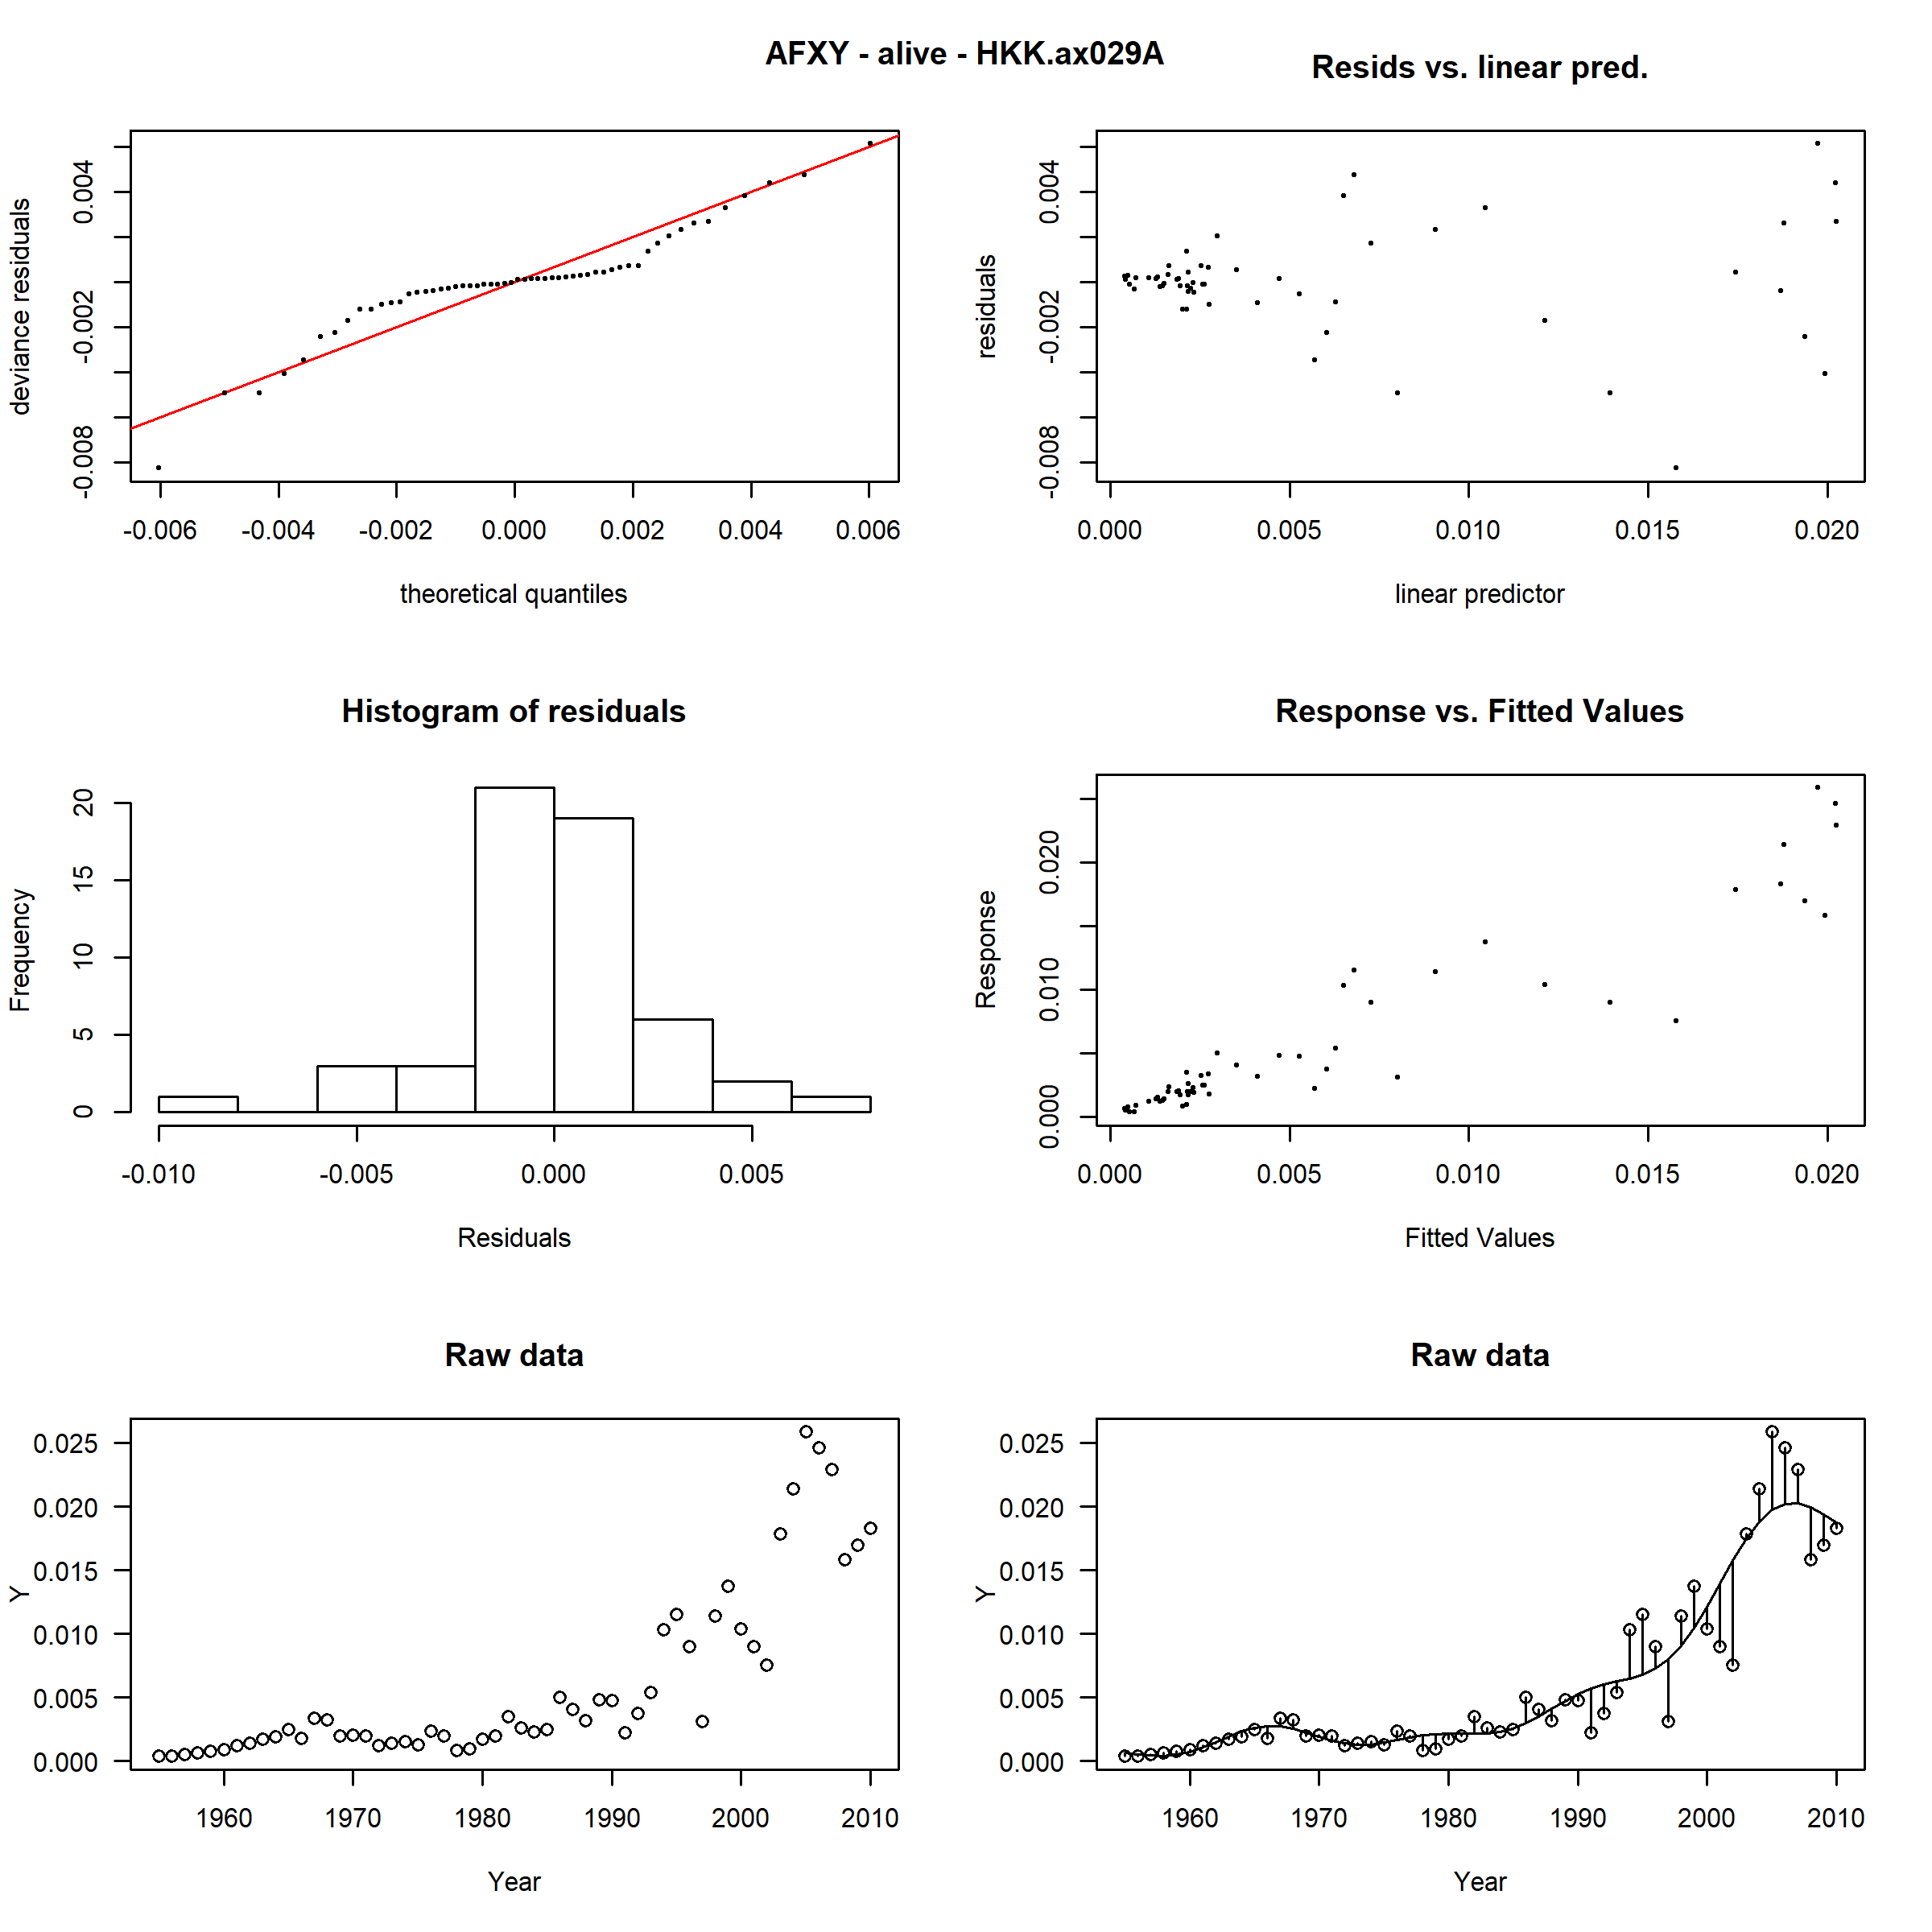 AFXY - alive - HKK.ax029A
Resids vs. linear pred.
deviance residuals
0.004
-0.002
-0.008
-0.006 -0.004 -0.002 0.000 0.002 0.004 0.006
theoretical quantiles
residuals
0.004
-0.002
-0.008
0.000 0.005 0.010 0.015 0.020
linear predictor
Histogram of residuals
Frequency
20
15
10
5
0
-0.010 -0.005 0.000 0.005
Residuals
Response vs. Fitted Values
Response
0.020
0.010
0.000
0.000 0.005 0.010 0.015 0.020
Fitted Values
Raw data
Y
0.025
0.020
0.015
0.010
0.005
0.000
1960 1970 1980 1990 2000 2010
Year
Raw data
Y
0.025
0.020
0.015
0.010
0.005
0.000
1960 1970 1980 1990 2000 2010
Year